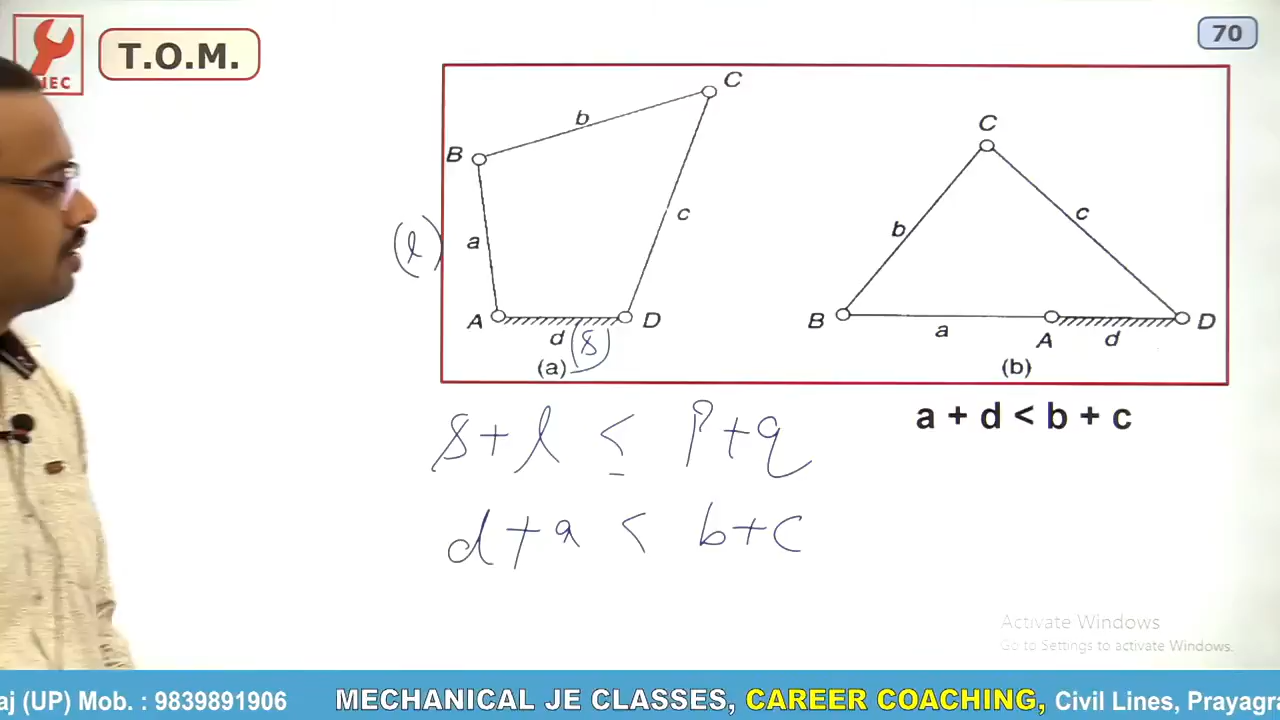 70
T.O.M.
IEC
C
b
B
(l)
a
c
A
D
d (s)
(a)
C
b
c
B
a
A
d
D
(b)
s+l ≤ p+q
a + d < b + c
d+a < b+c
Activate Windows
Go to Settings to activate Windows.
aj (UP) Mob. : 9839891906 MECHANICAL JE CLASSES, CAREER COACHING, Civil Lines, Prayagra